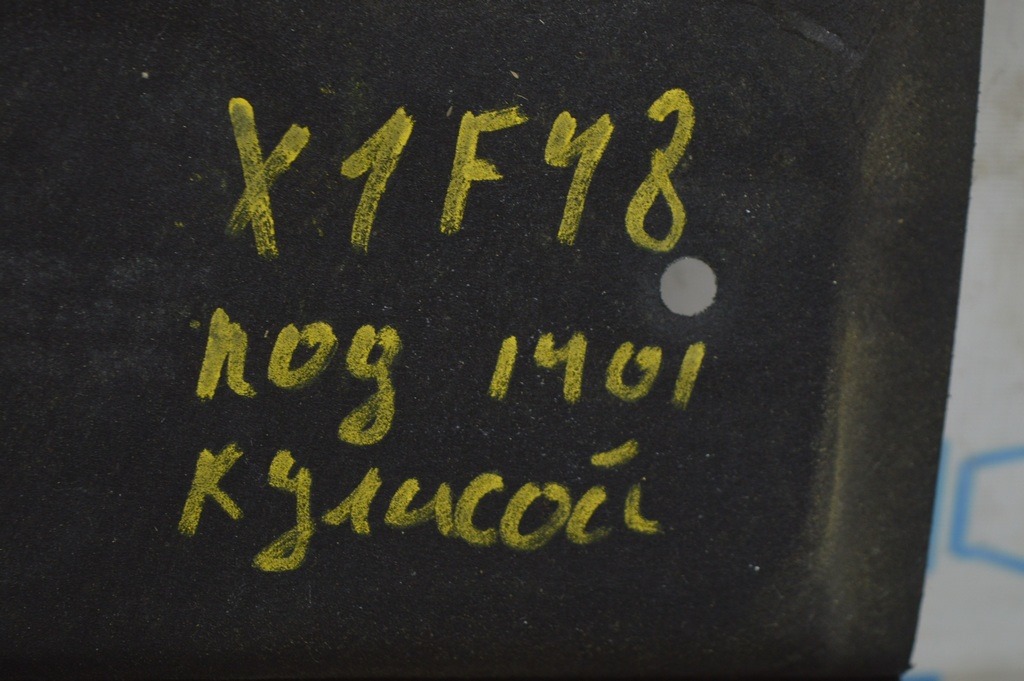 X1F48
под 1401
кулисой